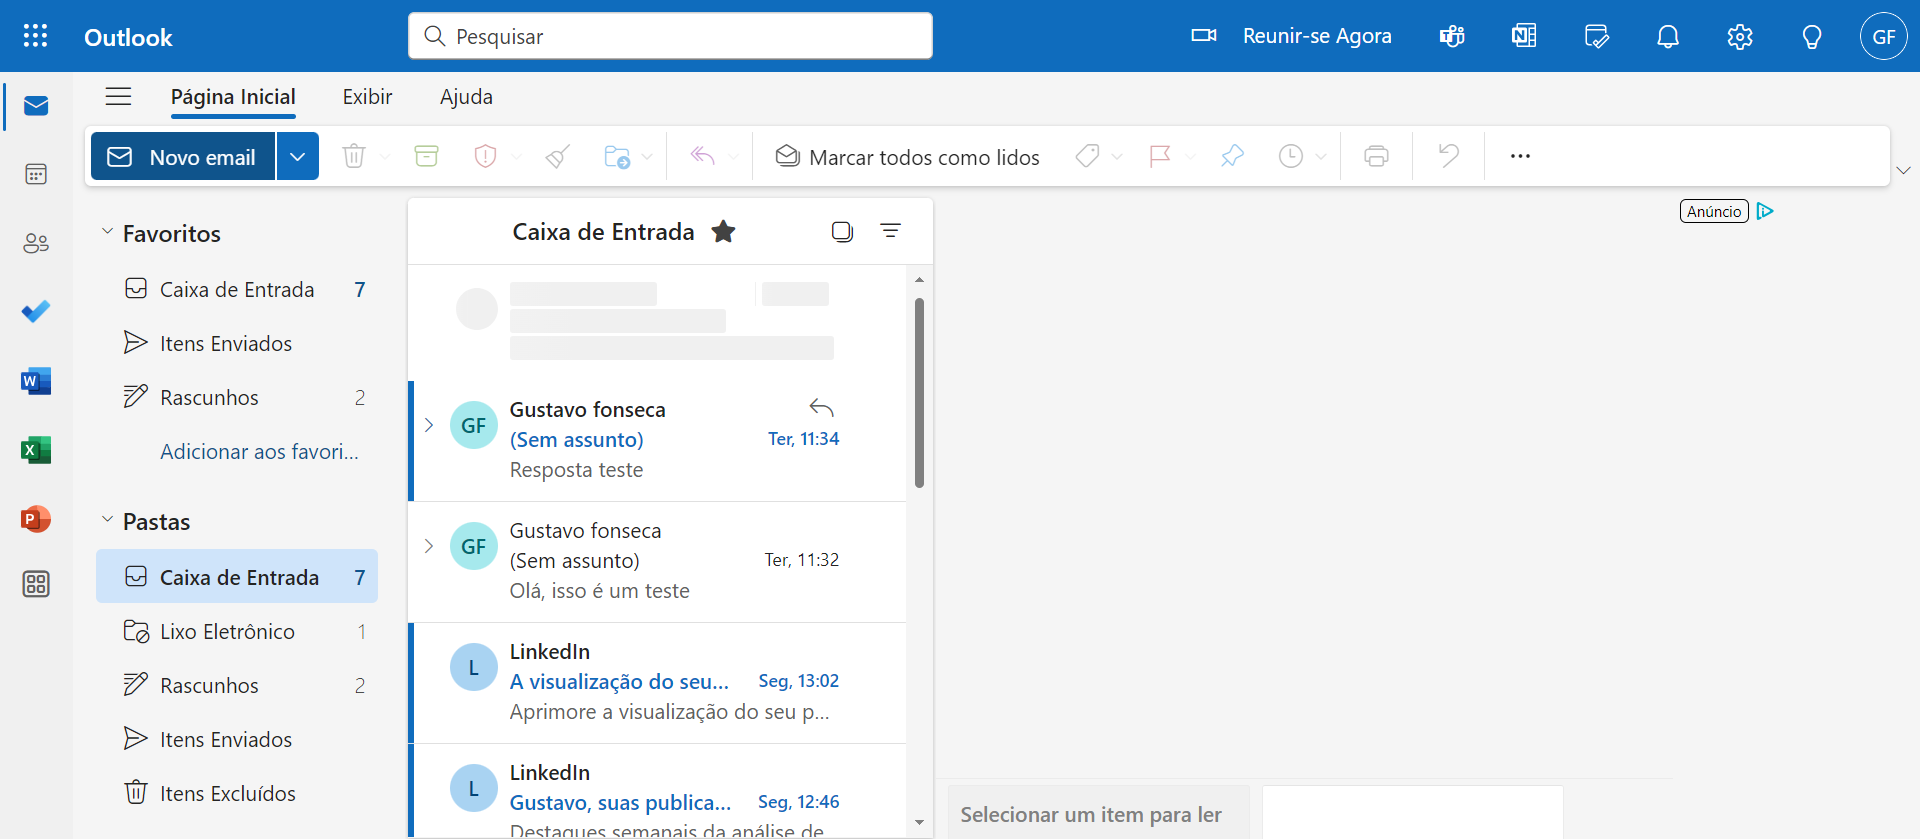 Outlook
Pesquisar
Reunir-se Agora
GF
Página Inicial
Exibir
Ajuda
Novo email
Marcar todos como lidos
Favoritos
Caixa de Entrada 7
Itens Enviados
Rascunhos 2
Adicionar aos favori...
Pastas
Caixa de Entrada 7
Lixo Eletrônico 1
Rascunhos 2
Itens Enviados
Itens Excluídos
Caixa de Entrada
GF
Gustavo fonseca
(Sem assunto) Ter, 11:34
Resposta teste
GF
Gustavo fonseca
(Sem assunto) Ter, 11:32
Olá, isso é um teste
L
LinkedIn
A visualização do seu... Seg, 13:02
Aprimore a visualização do seu p...
L
LinkedIn
Gustavo, suas publica... Seg, 12:46
Destaques semanais da análise de
Anúncio
Selecionar um item para ler